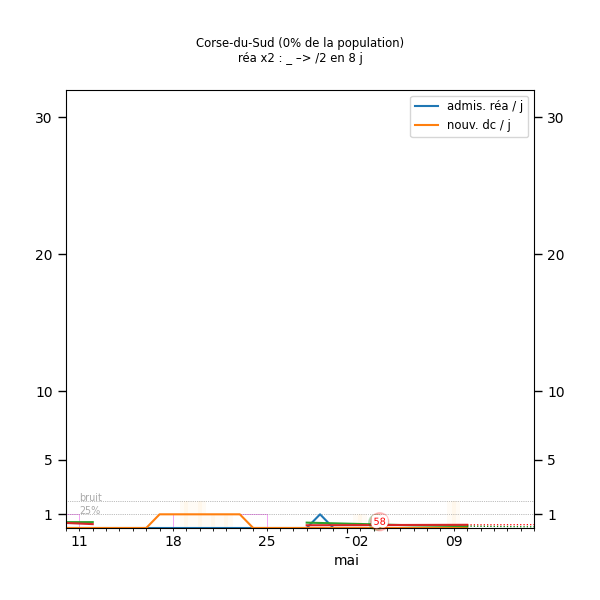 Corse-du-Sud (0% de la population)
réa x2 : _ –> /2 en 8 j
admis. réa / j
nouv. dc / j
30 30
20 20
10 10
5 5
bruit
25%
1 1
58
11 18 25 02 09
mai